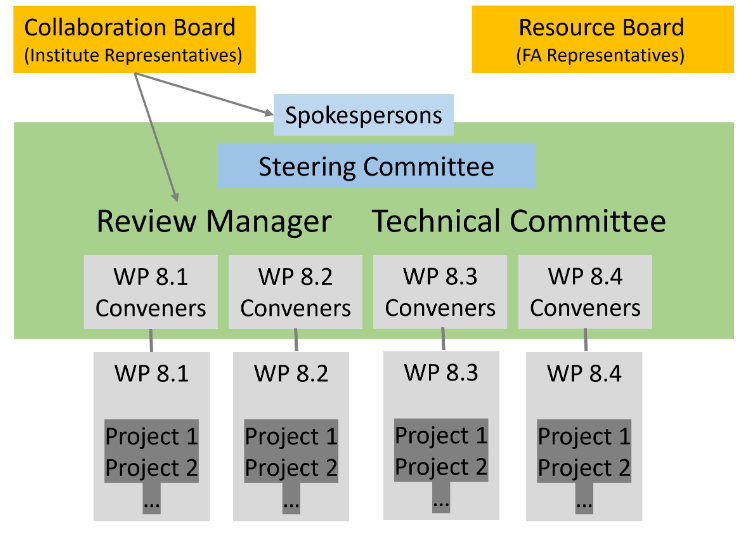 Collaboration Board
(Institute Representatives)
Resource Board
(FA Representatives)
Spokespersons
Steering Committee
Review Manager
Technical Committee
WP 8.1
Conveners
WP 8.2
Conveners
WP 8.3
Conveners
WP 8.4
Conveners
WP 8.1
Project 1
Project 2
...
WP 8.2
Project 1
Project 2
...
WP 8.3
Project 1
Project 2
...
WP 8.4
Project 1
Project 2
...